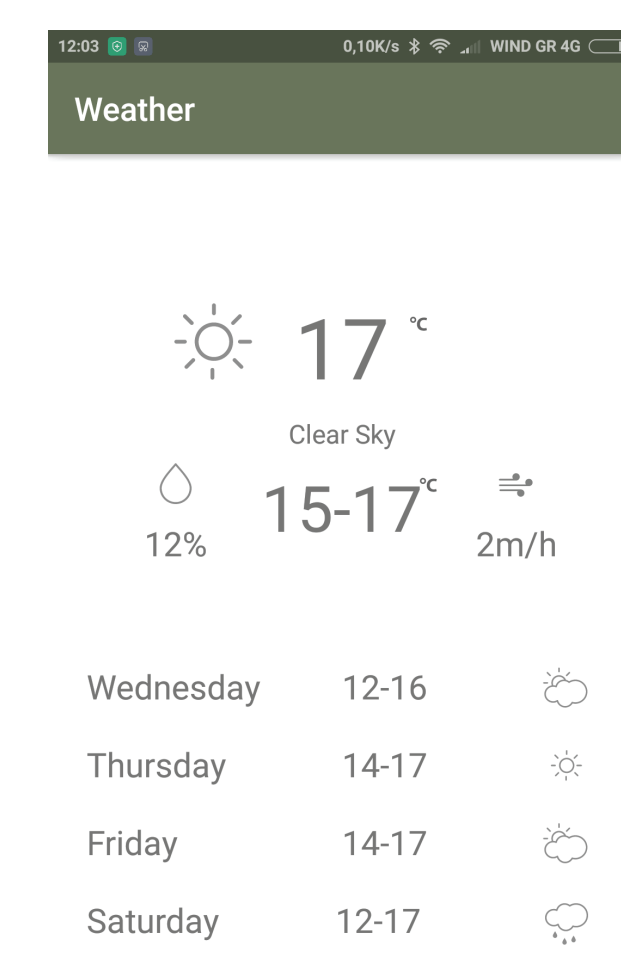 12:03 0,10K/s WIND GR 4G
Weather
17 °C
Clear Sky
15-17 °C
12% 2m/h
Wednesday 12-16
Thursday 14-17
Friday 14-17
Saturday 12-17